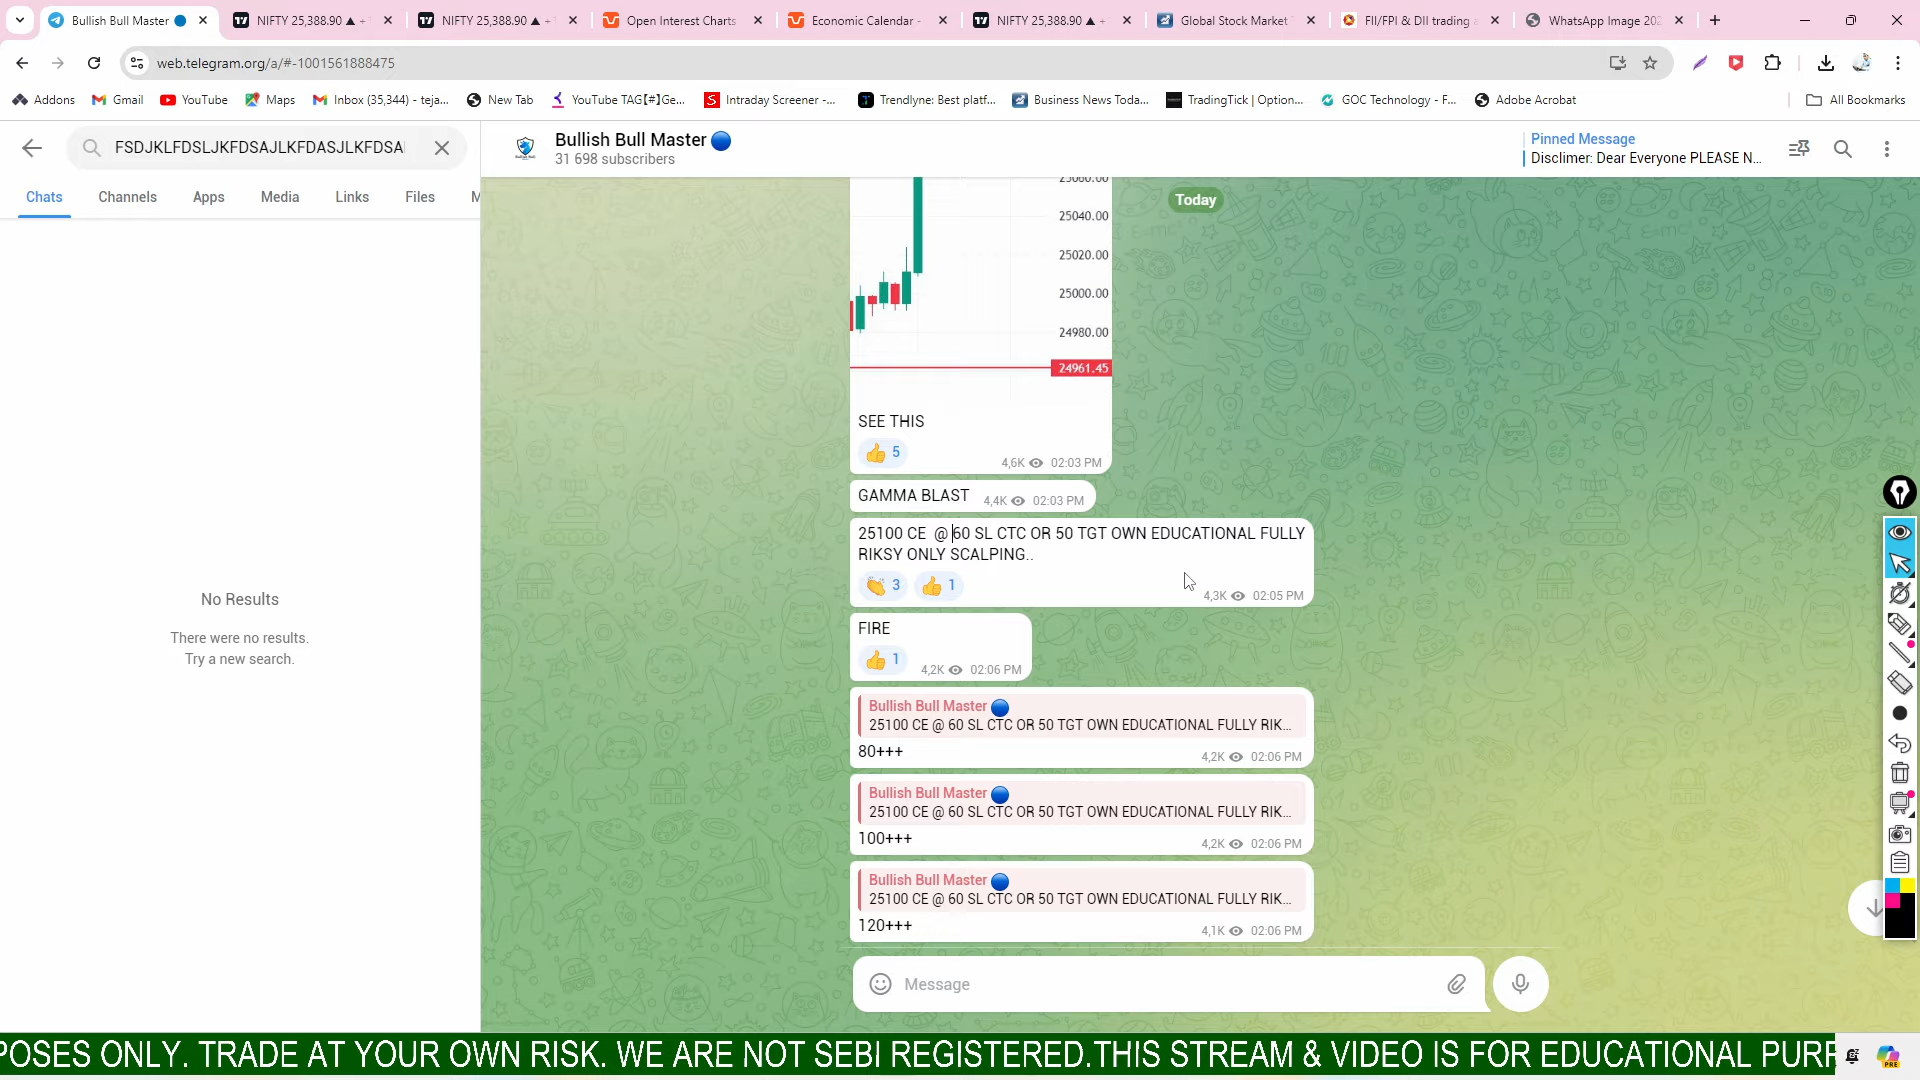 Bullish Bull Master
NIFTY 25,388.90 ▲ +
NIFTY 25,388.90 ▲ +
Open Interest Charts
Economic Calendar -
NIFTY 25,388.90 ▲ +
Global Stock Market
FII/FPI & DII trading a
WhatsApp Image 202
web.telegram.org/a/#-1001561888475
Addons
Gmail
YouTube
Maps
Inbox (35,344) - teja...
New Tab
YouTube TAG【#】Ge...
Intraday Screener -...
Trendlyne: Best platf...
Business News Toda...
TradingTick | Option...
GOC Technology - F...
Adobe Acrobat
All Bookmarks
FSDJKLFDSLJKFDSAJLKFDASJLKFDSA
Chats
Channels
Apps
Media
Links
Files
No Results
There were no results.
Try a new search.
Bullish Bull Master
31 698 subscribers
Pinned Message
Disclimer: Dear Everyone PLEASE N...
Today
25060.00
25040.00
25020.00
25000.00
24980.00
24961.45
SEE THIS
5
4,6K 02:03 PM
GAMMA BLAST 4,4K 02:03 PM
25100 CE @ 60 SL CTC OR 50 TGT OWN EDUCATIONAL FULLY
RIKSY ONLY SCALPING..
3 1
4,3K 02:05 PM
FIRE
1
4,2K 02:06 PM
Bullish Bull Master
25100 CE @ 60 SL CTC OR 50 TGT OWN EDUCATIONAL FULLY RIK...
80+++
4,2K 02:06 PM
Bullish Bull Master
25100 CE @ 60 SL CTC OR 50 TGT OWN EDUCATIONAL FULLY RIK...
100+++
4,2K 02:06 PM
Bullish Bull Master
25100 CE @ 60 SL CTC OR 50 TGT OWN EDUCATIONAL FULLY RIK...
120+++
4,1K 02:06 PM
Message
POSES ONLY. TRADE AT YOUR OWN RISK. WE ARE NOT SEBI REGISTERED.THIS STREAM & VIDEO IS FOR EDUCATIONAL PURP